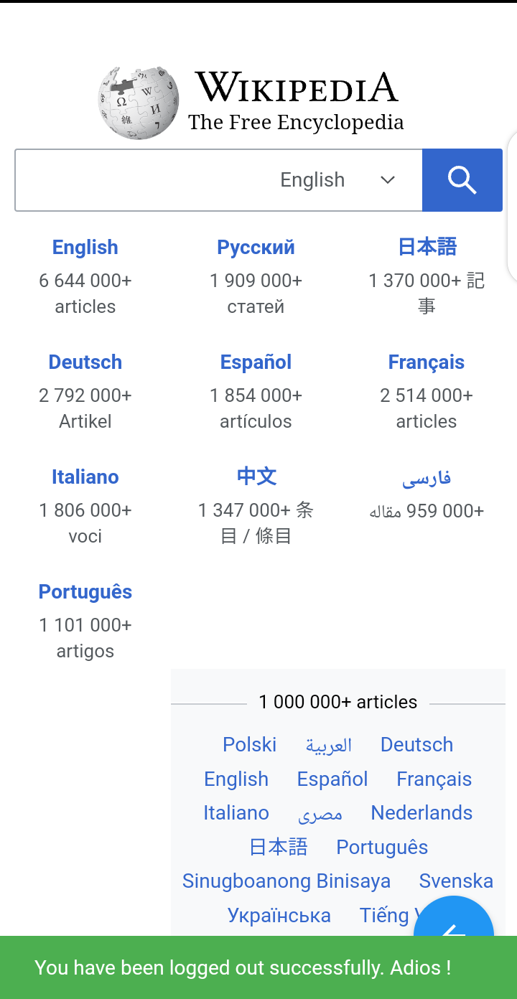 WIKIPEDIA
The Free Encyclopedia
English
English
6 644 000+
articles
Русский
1 909 000+
статей
日本語
1 370 000+ 記
事
Deutsch
2 792 000+
Artikel
Español
1 854 000+
artículos
Français
2 514 000+
articles
Italiano
1 806 000+
voci
中文
1 347 000+ 条
目 / 條目
فارسی
959 000+ مقاله
Português
1 101 000+
artigos
1 000 000+ articles
Polski العربية Deutsch
English Español Français
Italiano مصرى Nederlands
日本語 Português
Sinugboanong Binisaya Svenska
Українська Tiếng
You have been logged out successfully. Adios !